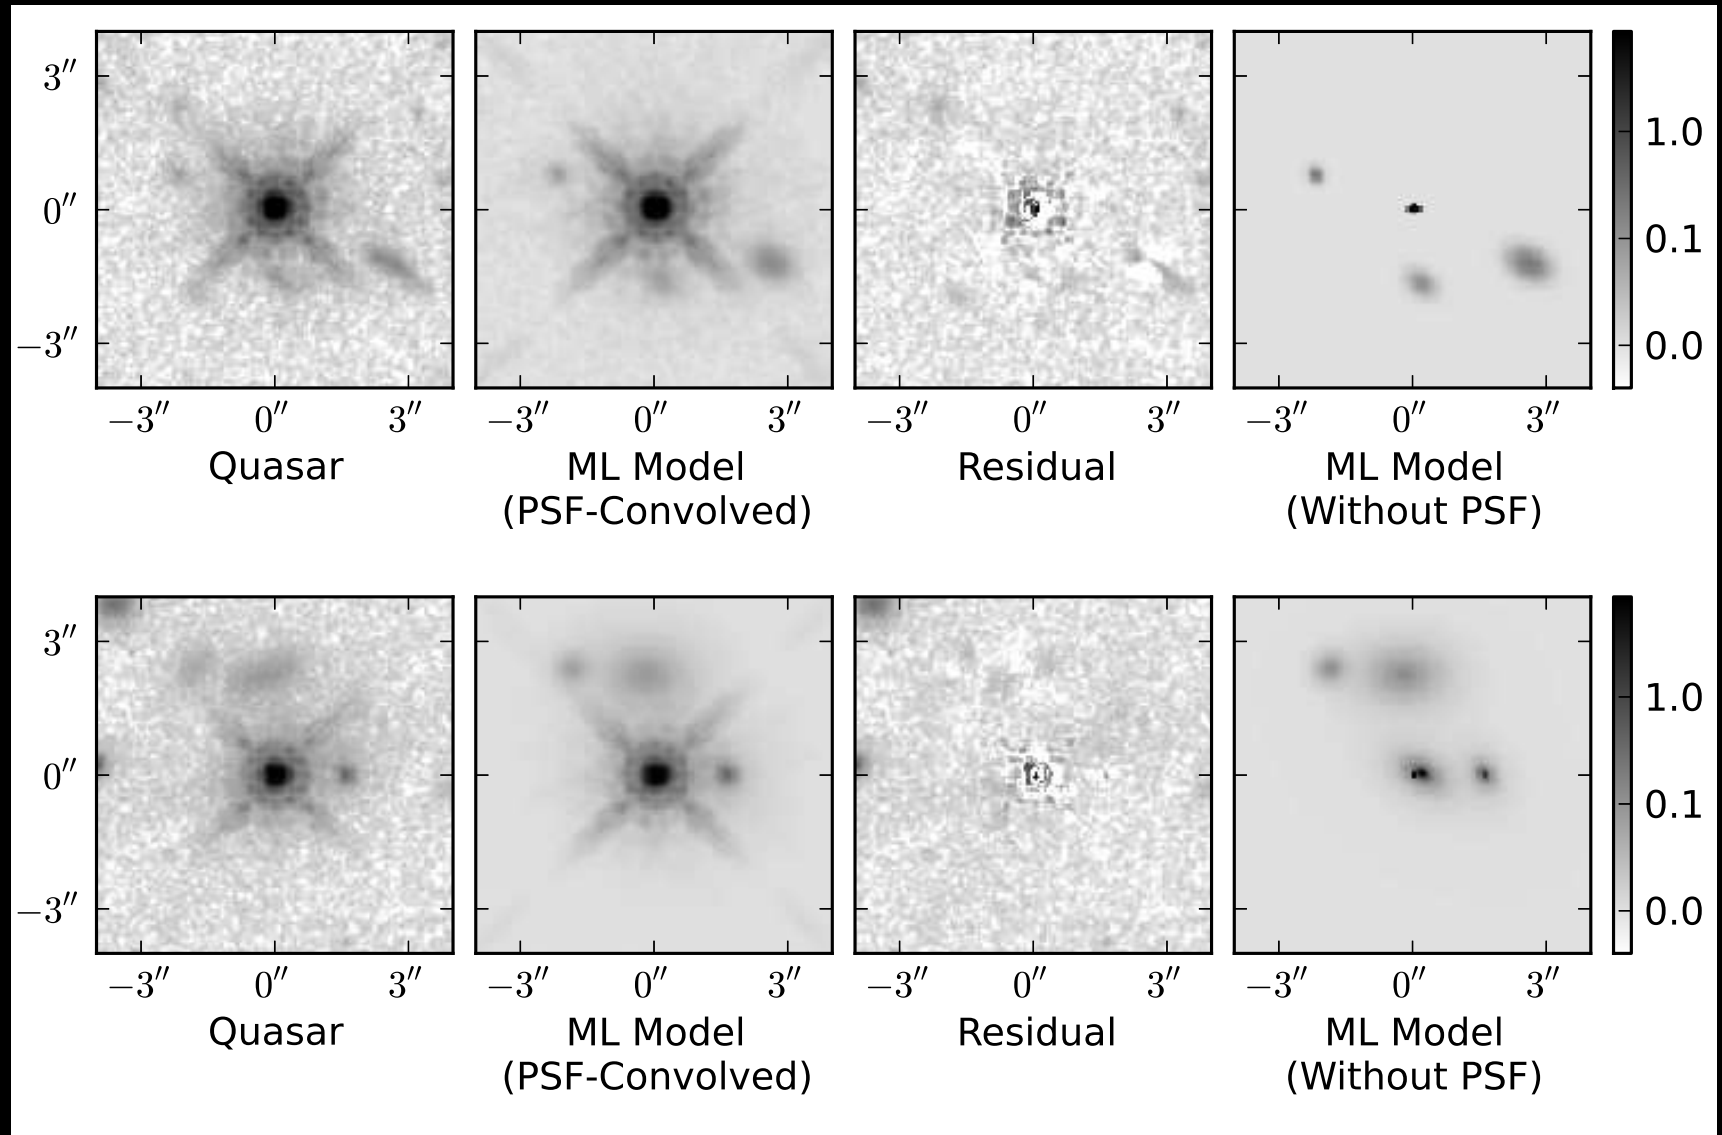 3″
0″
−3″
1.0
0.1
0.0
−3″ 0″ 3″ −3″ 0″ 3″ −3″ 0″ 3″ −3″ 0″ 3″
Quasar ML Model Residual ML Model
(PSF-Convolved) (Without PSF)
3″
0″
−3″
1.0
0.1
0.0
−3″ 0″ 3″ −3″ 0″ 3″ −3″ 0″ 3″ −3″ 0″ 3″
Quasar ML Model Residual ML Model
(PSF-Convolved) (Without PSF)